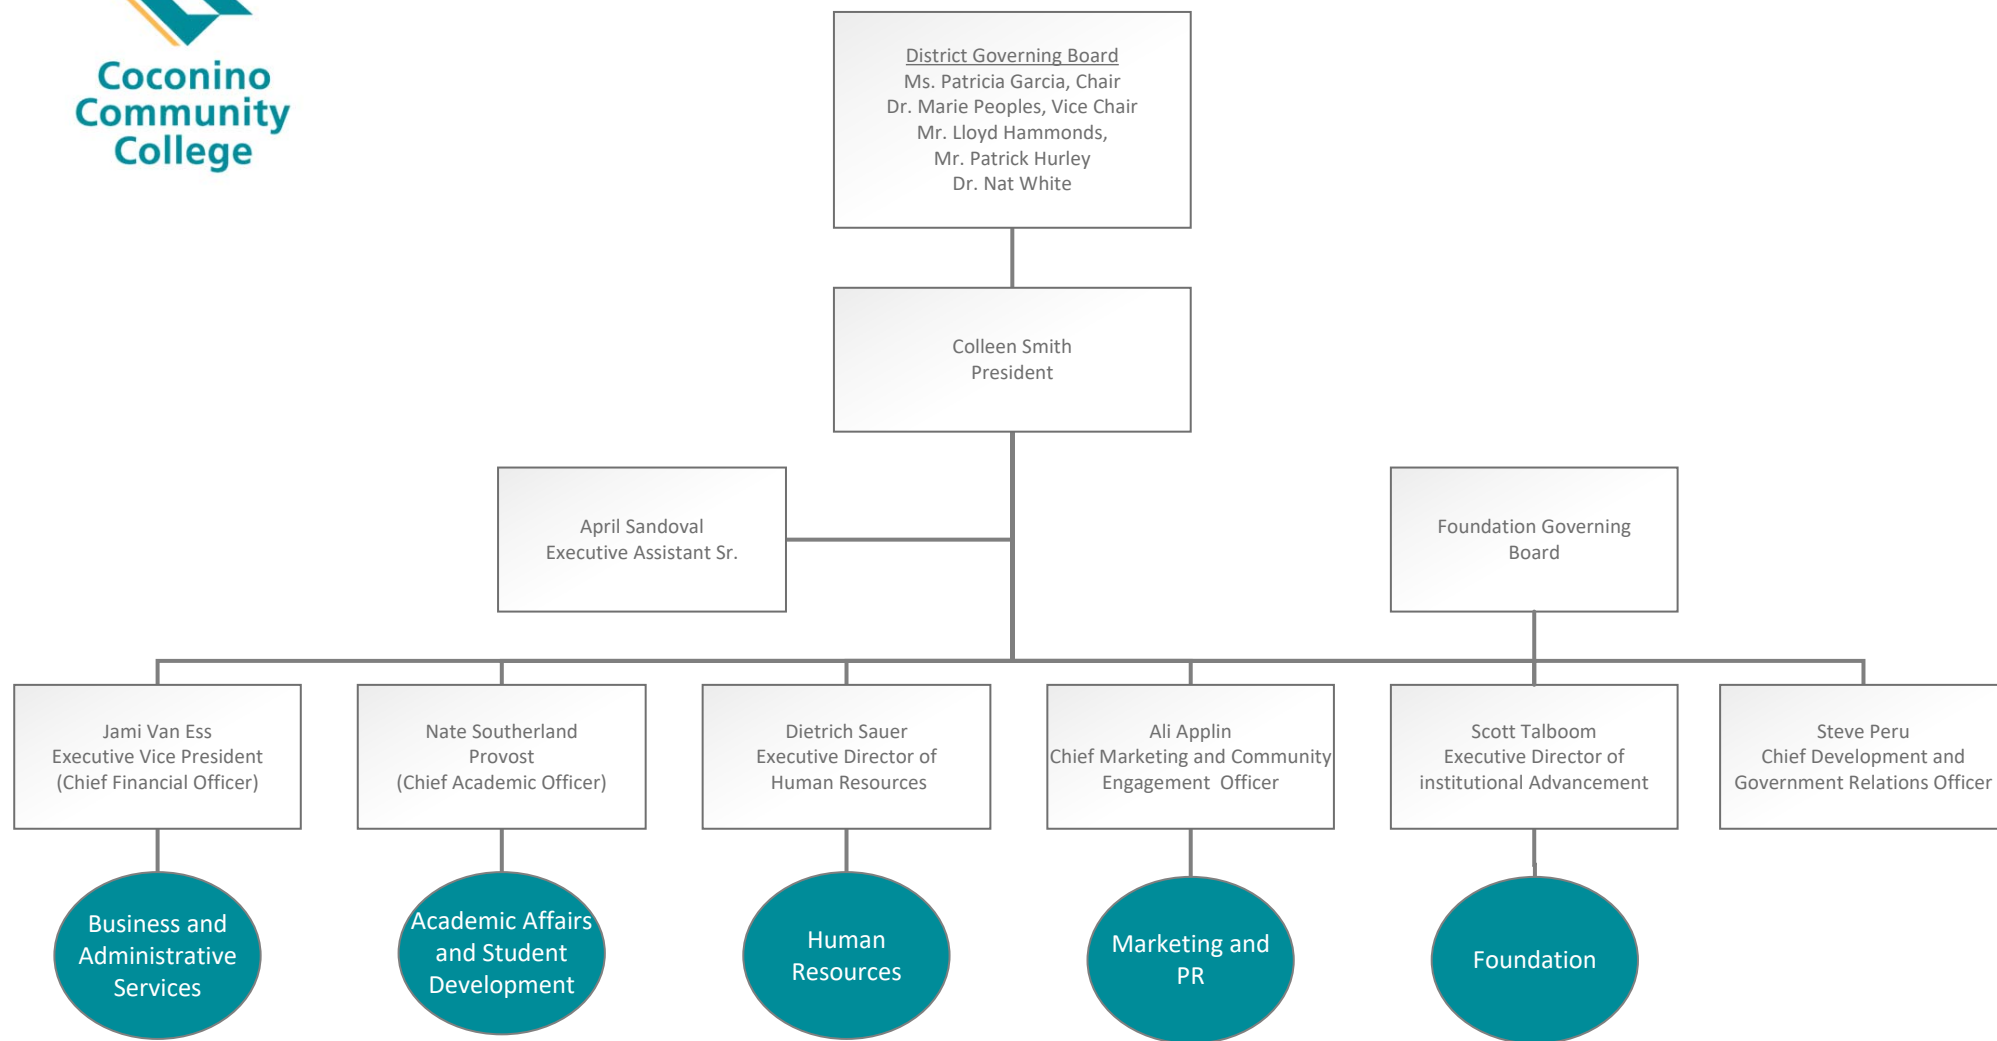 Coconino
Community
College
District Governing Board
Ms. Patricia Garcia, Chair
Dr. Marie Peoples, Vice Chair
Mr. Lloyd Hammonds,
Mr. Patrick Hurley
Dr. Nat White
Colleen Smith
President
April Sandoval
Executive Assistant Sr.
Foundation Governing
Board
Jami Van Ess
Executive Vice President
(Chief Financial Officer)
Nate Southerland
Provost
(Chief Academic Officer)
Dietrich Sauer
Executive Director of
Human Resources
Ali Applin
Chief Marketing and Community
Engagement  Officer
Scott Talboom
Executive Director of
institutional Advancement
Steve Peru
Chief Development and
Government Relations Officer
Business and
Administrative
Services
Academic Affairs
and Student
Development
Human
Resources
Marketing and
PR
Foundation